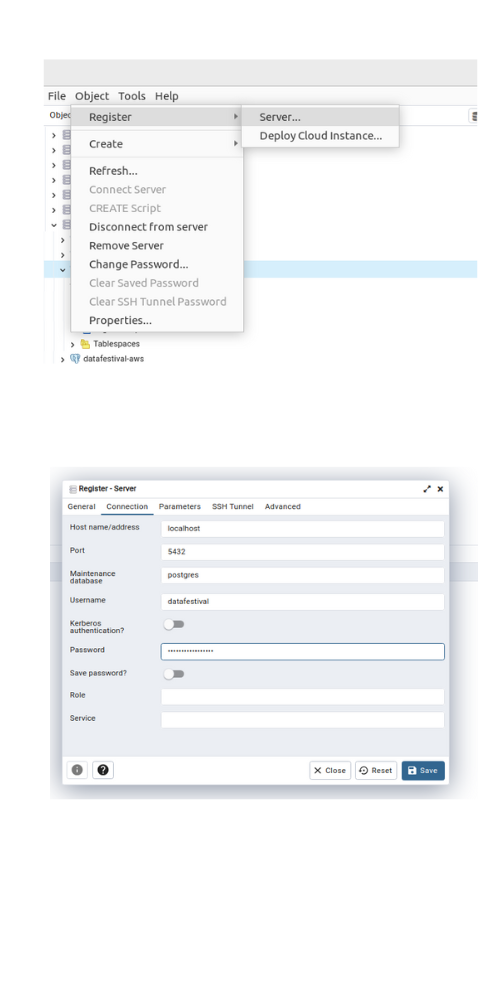 File Object Tools Help
Objec
Register
Server...
Deploy Cloud Instance...
Create
Refresh...
Connect Server
CREATE Script
Disconnect from server
Remove Server
Change Password...
Clear Saved Password
Clear SSH Tunnel Password
Properties...
Tablespaces
datafestival-aws
Register - Server
General Connection Parameters SSH Tunnel Advanced
Host name/address localhost
Port 5432
Maintenance
database postgres
Username datafestival
Kerberos
authentication?
Password •••••••••••••••••
Save password?
Role
Service
Close Reset Save